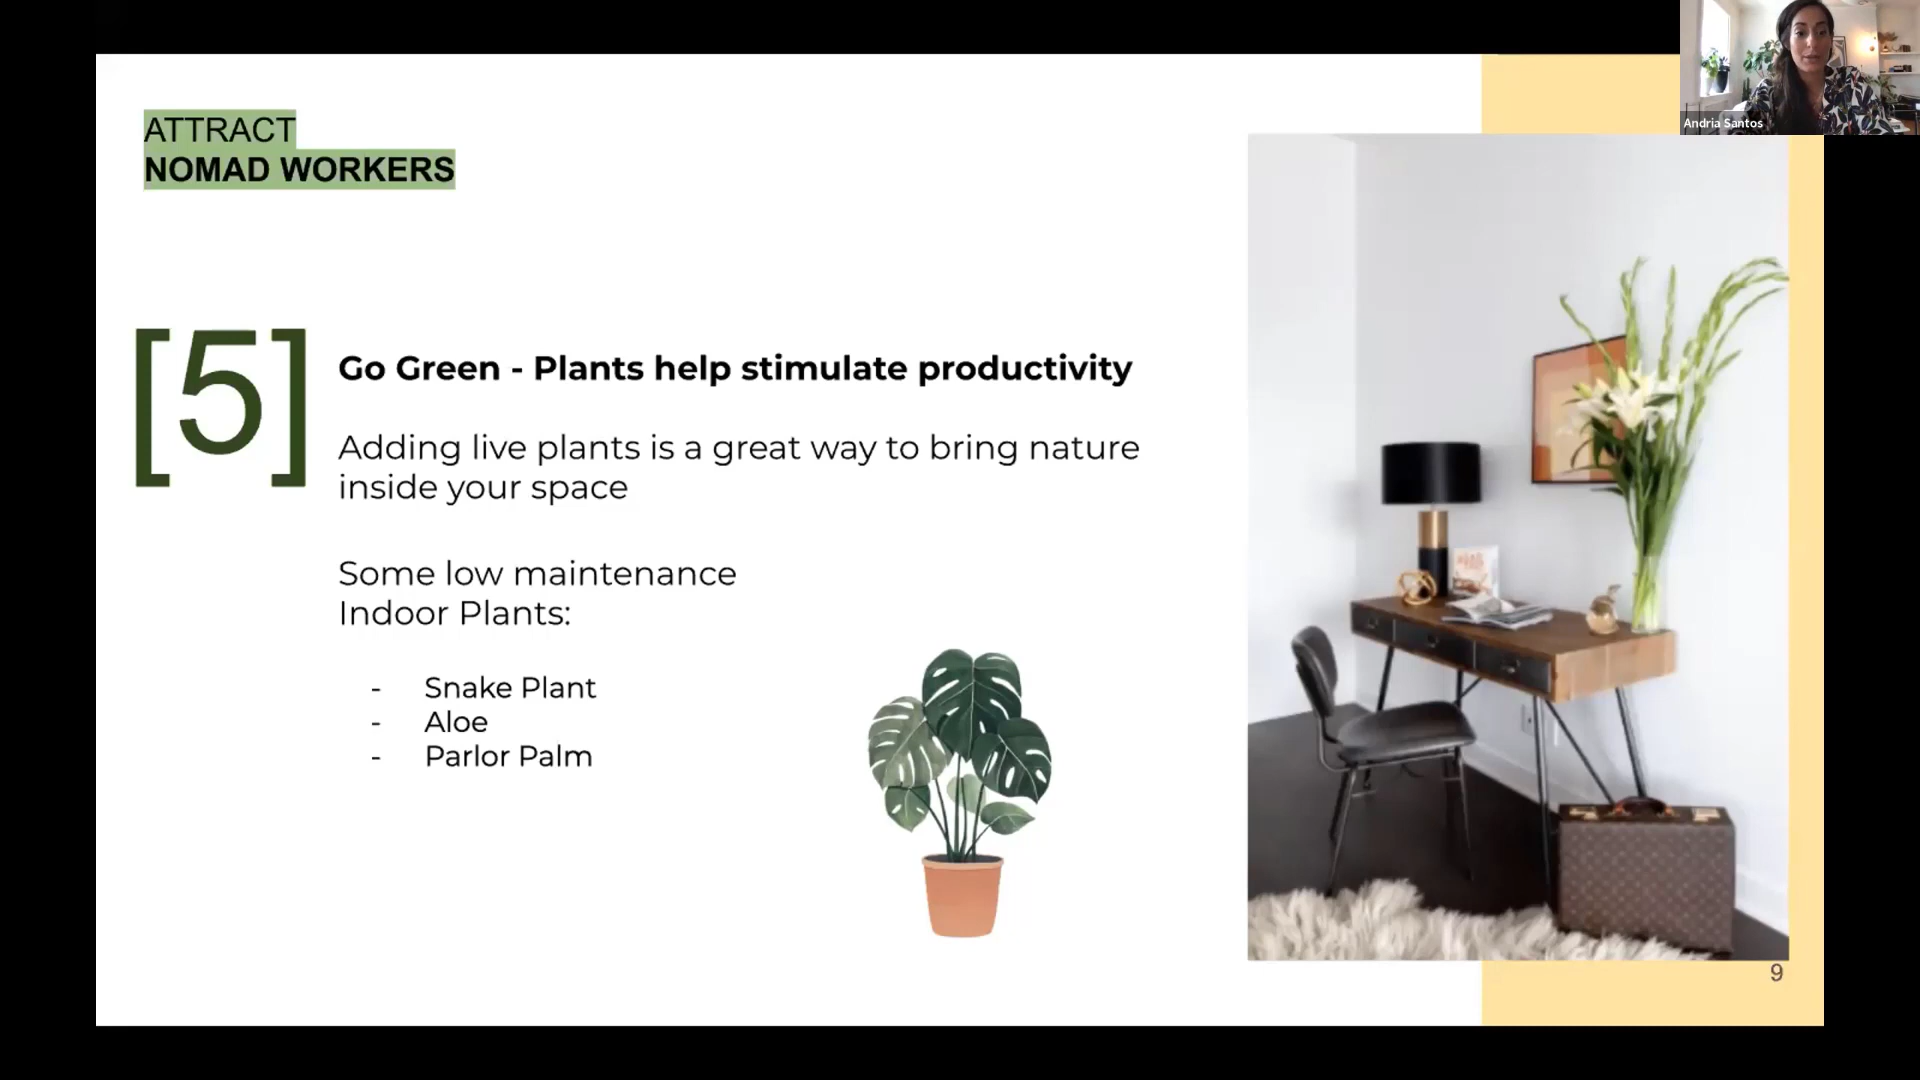 Andria Santos
ATTRACT
NOMAD WORKERS
[5]
Go Green - Plants help stimulate productivity
Adding live plants is a great way to bring nature
inside your space
Some low maintenance
Indoor Plants:
- Snake Plant
- Aloe
- Parlor Palm
9